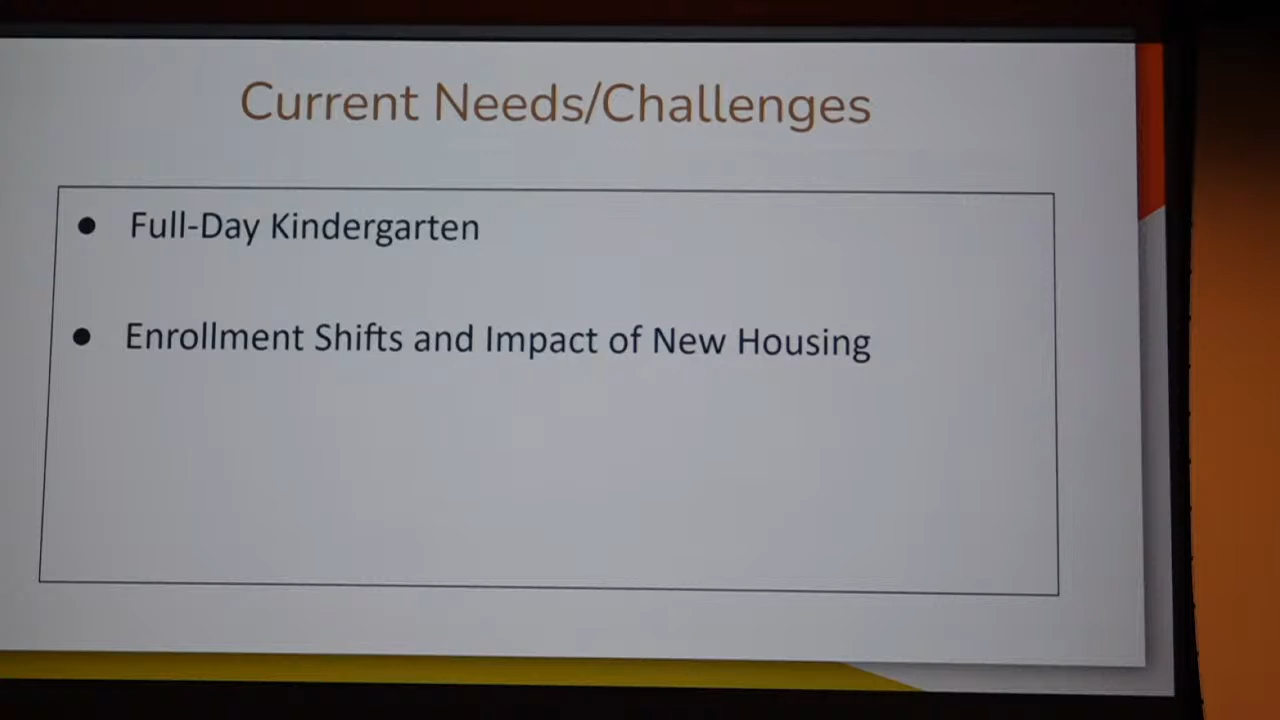 Current Needs/Challenges
● Full-Day Kindergarten
● Enrollment Shifts and Impact of New Housing